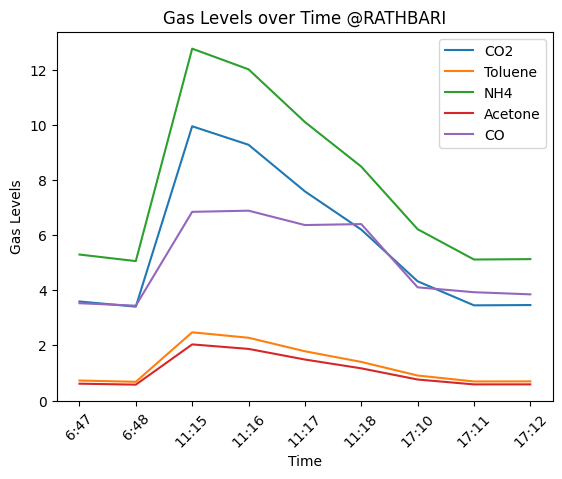 Gas Levels over Time @RATHBARI
Gas Levels
12
10
8
6
4
2
0
CO2
Toluene
NH4
Acetone
CO
6:47
6:48
11:15
11:16
11:17
11:18
17:10
17:11
17:12
Time